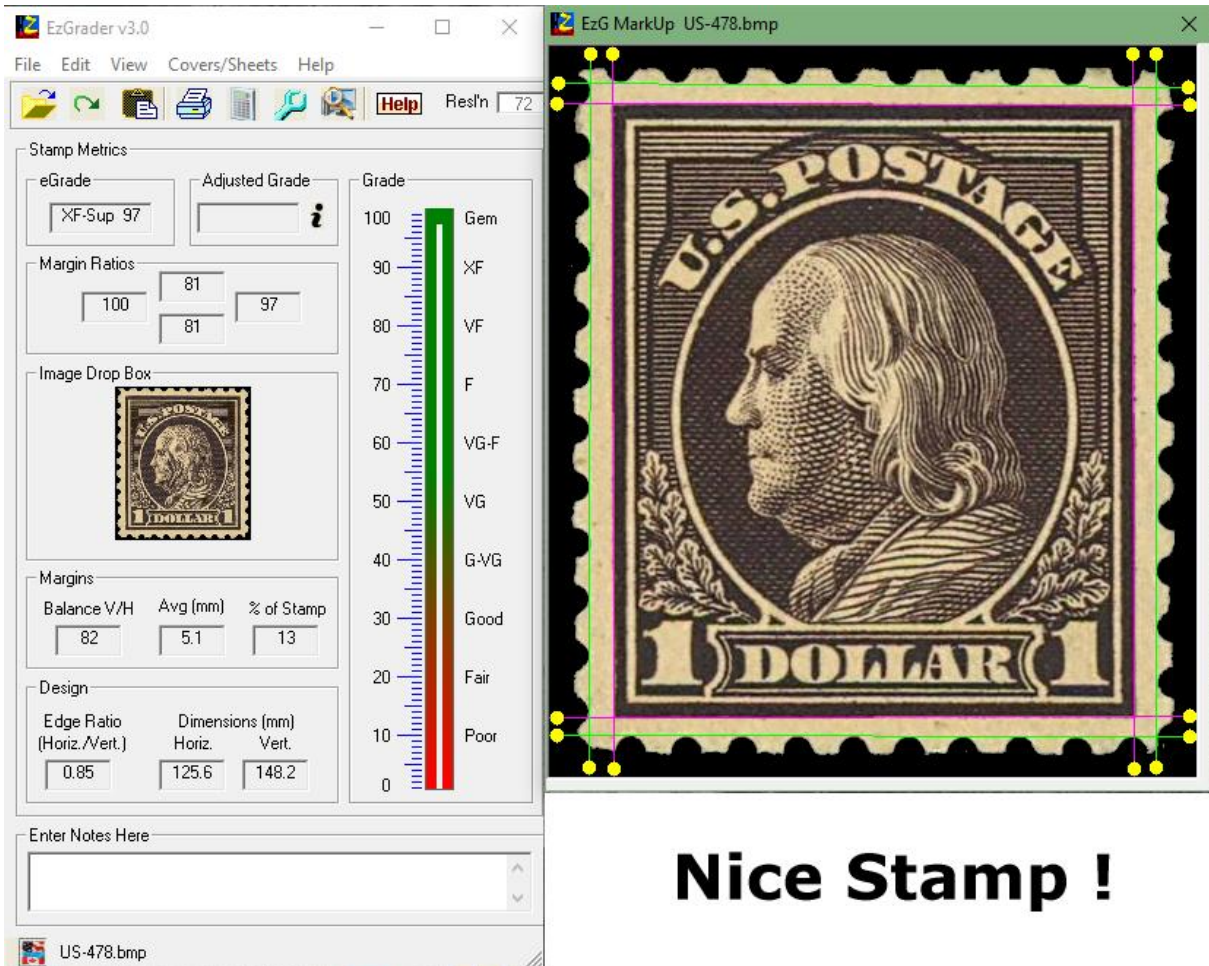 EzGrader v3.0
File Edit View Covers/Sheets Help
Help Resl'n 72
Stamp Metrics
eGrade
XF-Sup 97
Adjusted Grade
i
Margin Ratios
81
100
97
81
Image Drop Box
U.S. POSTAGE
1 DOLLAR 1
Margins
Balance V/H Avg (mm) % of Stamp
82 5.1 13
Design
Edge Ratio Dimensions (mm)
(Horiz./Vert.) Horiz. Vert.
0.85 125.6 148.2
Grade
100 Gem
90 XF
80 VF
70 F
60 VG-F
50 VG
40 G-VG
30 Good
20 Fair
10 Poor
0
Enter Notes Here
US-478.bmp
EzG MarkUp US-478.bmp
U.S. POSTAGE
1 DOLLAR 1
Nice Stamp !